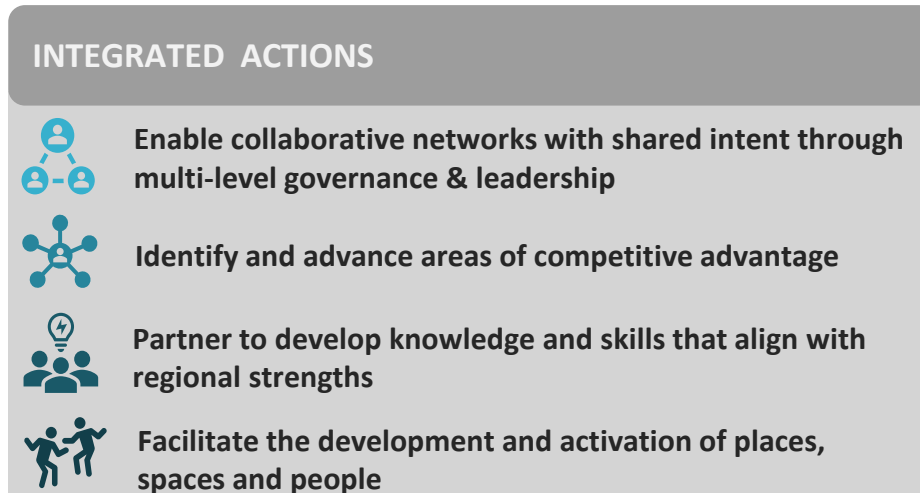 INTEGRATED ACTIONS
Enable collaborative networks with shared intent through
multi-level governance & leadership
Identify and advance areas of competitive advantage
Partner to develop knowledge and skills that align with
regional strengths
Facilitate the development and activation of places,
spaces and people